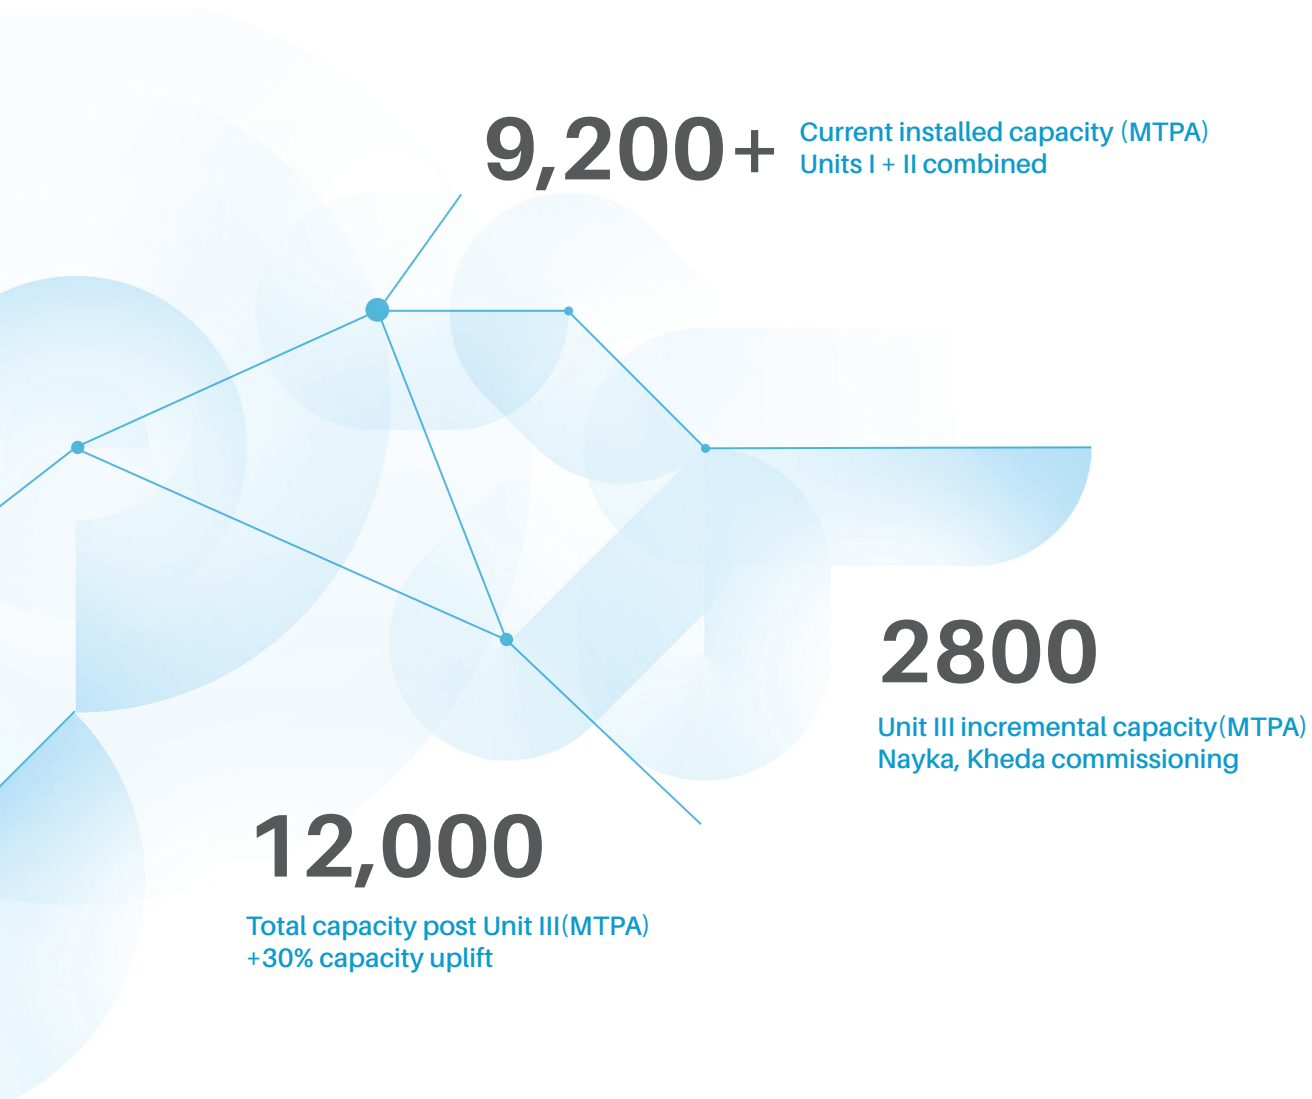 9,200+
Current installed capacity (MTPA)
Units I + II combined
2800
Unit III incremental capacity(MTPA)
Nayka, Kheda commissioning
12,000
Total capacity post Unit III(MTPA)
+30% capacity uplift